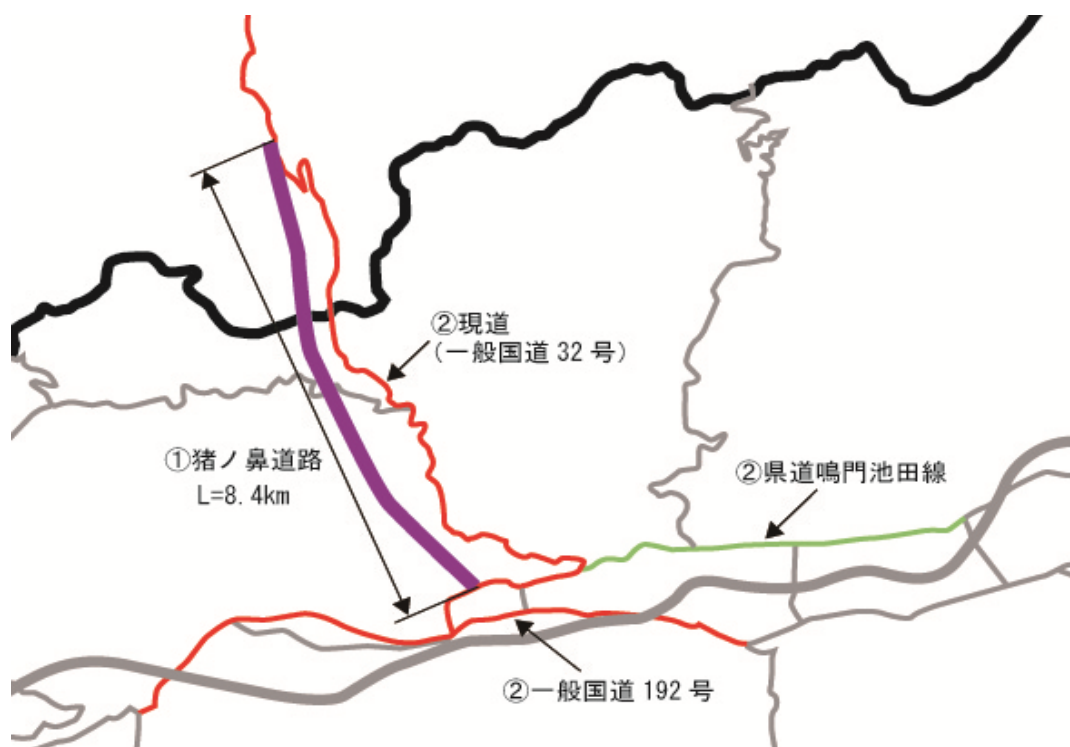 ②現道
(一般国道 32 号)
①猪ノ鼻道路
L=8.4km
②県道鳴門池田線
②一般国道 192 号